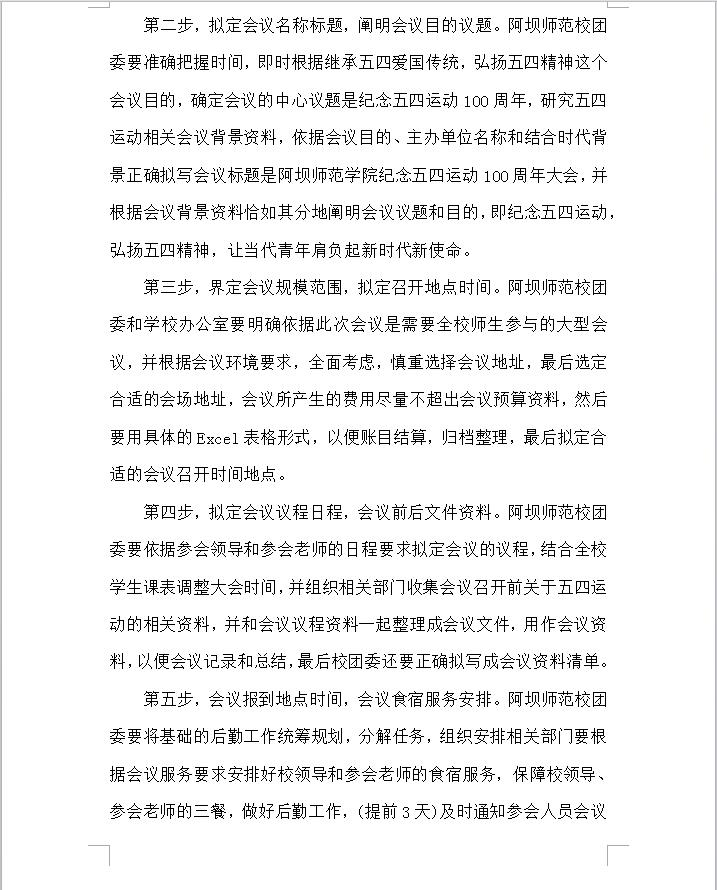 第二步，拟定会议名称标题，阐明会议目的议题。阿坝师范校团
委要准确把握时间，即时根据继承五四爱国传统，弘扬五四精神这个
会议目的，确定会议的中心议题是纪念五四运动 100 周年，研究五四
运动相关会议背景资料，依据会议目的、主办单位名称和结合时代背
景正确拟写会议标题是阿坝师范学院纪念五四运动 100 周年大会，并
根据会议背景资料恰如其分地阐明会议议题和目的，即纪念五四运动，
弘扬五四精神，让当代青年肩负起新时代新使命。
第三步，界定会议规模范围，拟定召开地点时间。阿坝师范校团
委和学校办公室要明确依据此次会议是需要全校师生参与的大型会
议，并根据会议环境要求，全面考虑，慎重选择会议地址，最后选定
合适的会场地址，会议所产生的费用尽量不超出会议预算资料，然后
要用具体的 Excel 表格形式，以便账目结算，归档整理，最后拟定合
适的会议召开时间地点。
第四步，拟定会议议程日程，会议前后文件资料。阿坝师范校团
委要依据参会领导和参会老师的日程要求拟定会议的议程，结合全校
学生课表调整大会时间，并组织相关部门收集会议召开前关于五四运
动的相关资料，并和会议议程资料一起整理成会议文件，用作会议资
料，以便会议记录和总结，最后校团委还要正确拟写成会议资料清单。
第五步，会议报到地点时间，会议食宿服务安排。阿坝师范校团
委要将基础的后勤工作统筹规划，分解任务，组织安排相关部门要根
据会议服务要求安排好校领导和参会老师的食宿服务，保障校领导、
参会老师的三餐，做好后勤工作，(提前 3 天)及时通知参会人员会议